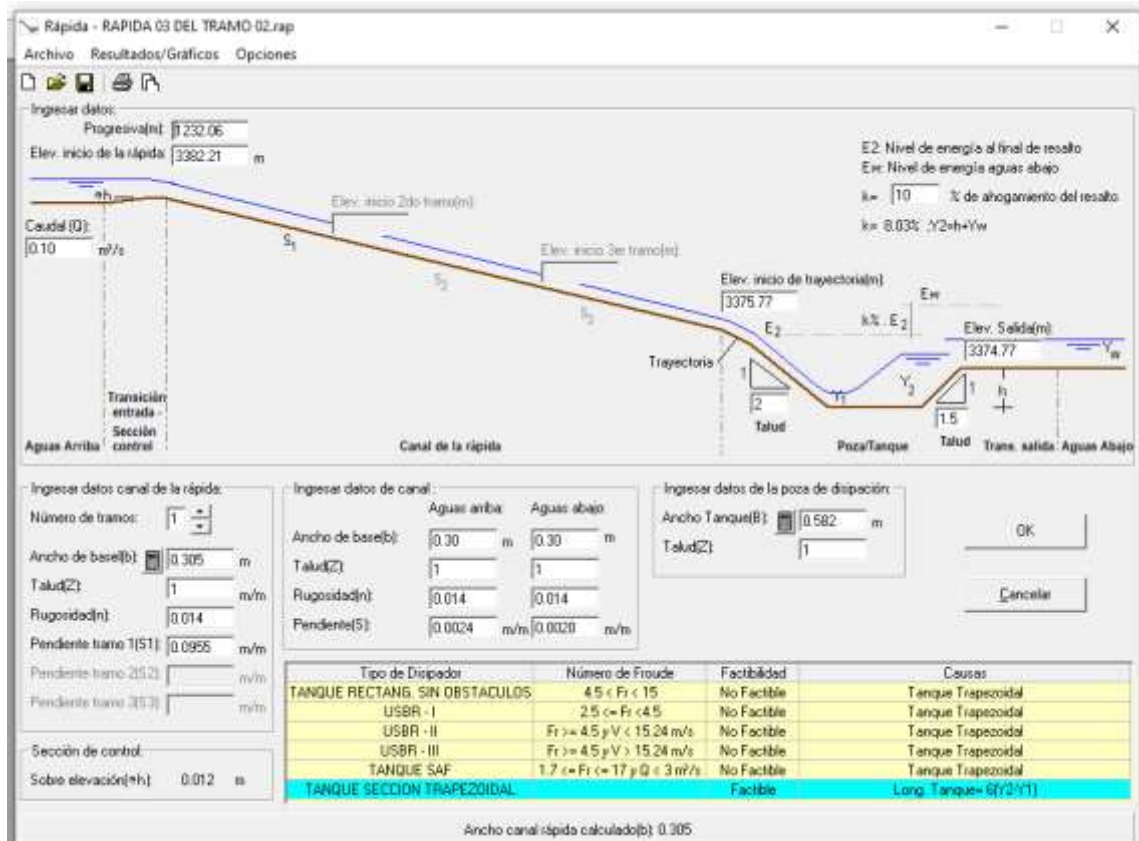 Rápida - RAPIDA 03 DEL TRAMO 02.rap
Archivo Resultados/Gráficos Opciones
Ingresar datos:
Progresiva(m): 1232.06
Elev. inicio de la rápida: 3382.21 m
E2: Nivel de energía al final de resalto
Ew: Nivel de energía aguas abajo
k= 10 % de ahogamiento del resalto
k= 8.03% ;Y2=h+Yw
+h
Caudal (Q):
0.10 m³/s
Elev. inicio 2do tramo(m):
S1
Elev. inicio 3er tramo(m):
S2
S3
Elev. inicio de trayectoria(m):
3375.77
Ew
E2
k% . E2
Elev. Salida(m):
3374.77
Yw
Trayectoria
1
2
Talud
Y1
Y2
1
1.5
Talud
h
Transición entrada - Sección control
Aguas Arriba
Canal de la rápida
Poza/Tanque
Trans. salida
Aguas Abajo
Ingresar datos canal de la rápida:
Número de tramos: 1
Ancho de base(b): 0.305 m
Talud(Z): 1 m/m
Rugosidad(n): 0.014
Pendiente tramo 1(S1): 0.0955 m/m
Pendiente tramo 2(S2): m/m
Pendiente tramo 3(S3): m/m
Sección de control:
Sobre elevación(+h): 0.012 m
Ingresar datos de canal :
Aguas arriba: Aguas abajo:
Ancho de base(b): 0.30 m 0.30 m
Talud(Z): 1 1
Rugosidad(n): 0.014 0.014
Pendiente(S): 0.0024 m/m 0.0020 m/m
Ingresar datos de la poza de disipación:
Ancho Tanque(B): 0.582 m
Talud(Z): 1
OK
Cancelar
Tipo de Disipador Número de Froude Factibilidad Causas
TANQUE RECTANG. SIN OBSTACULOS 4.5 < Fr < 15 No Factible Tanque Trapezoidal
USBR - I 2.5 <= Fr <4.5 No Factible Tanque Trapezoidal
USBR - II Fr >= 4.5 y V < 15.24 m/s No Factible Tanque Trapezoidal
USBR - III Fr >= 4.5 y V > 15.24 m/s No Factible Tanque Trapezoidal
TANQUE SAF 1.7 <= Fr <= 17 y Q < 3 m³/s No Factible Tanque Trapezoidal
TANQUE SECCION TRAPEZOIDAL Factible Long. Tanque= 6(Y2-Y1)
Ancho canal rápida calculado(b): 0.305